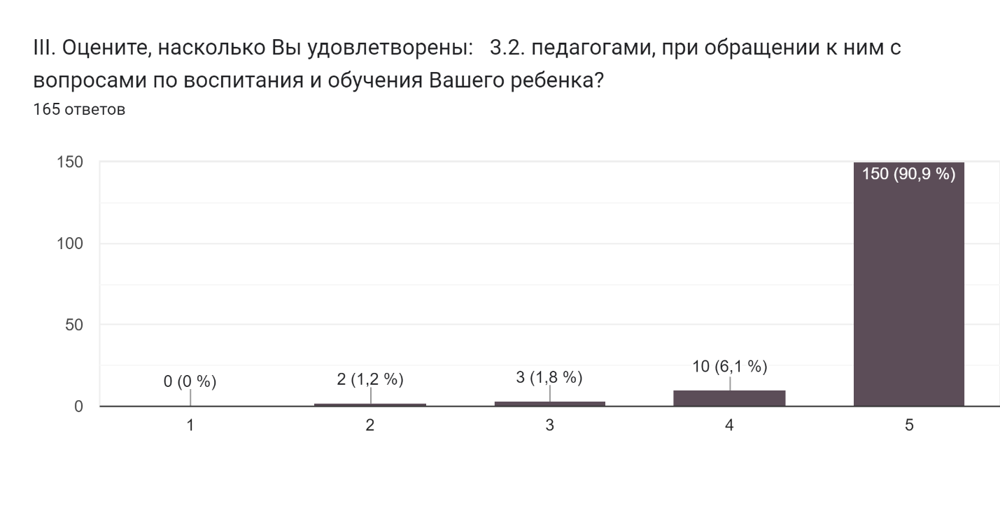 III. Оцените, насколько Вы удовлетворены:   3.2. педагогами, при обращении к ним с
вопросами по воспитания и обучения Вашего ребенка?
165 ответов
150
150 (90,9 %)
100
50
10 (6,1 %)
3 (1,8 %)
2 (1,2 %)
0 (0 %)
0
1 2 3 4 5